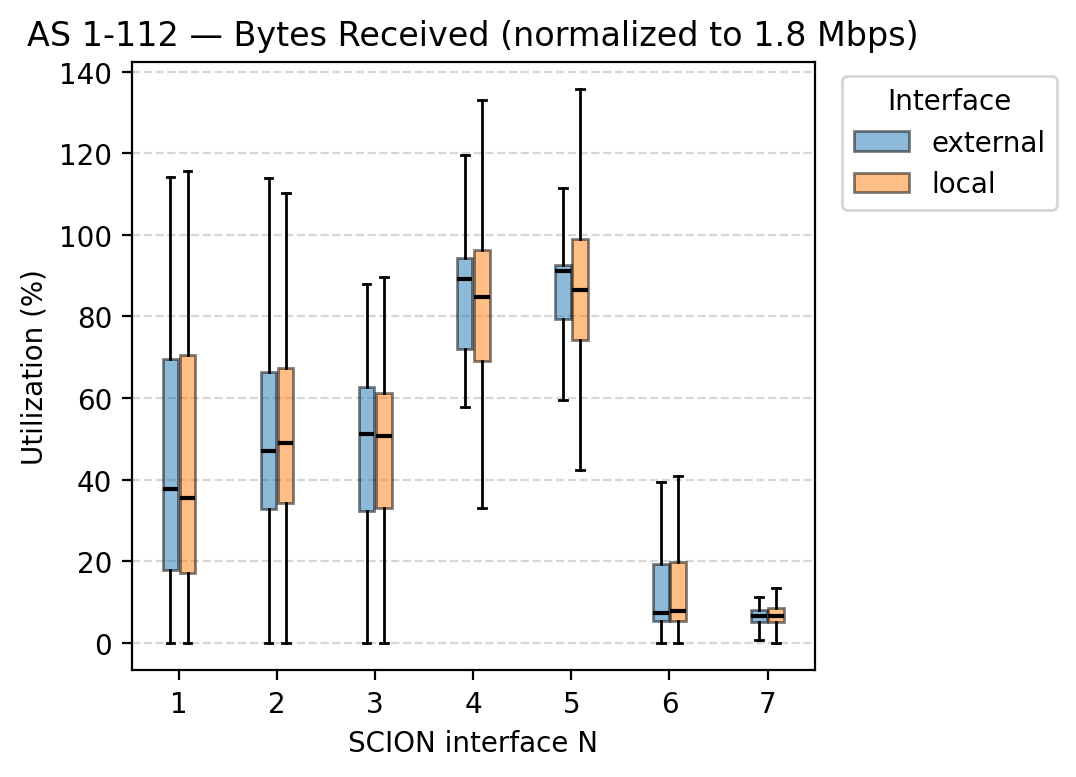 AS 1-112 — Bytes Received (normalized to 1.8 Mbps)
Interface
external
local
Utilization (%)
140
120
100
80
60
40
20
0
1 2 3 4 5 6 7
SCION interface N